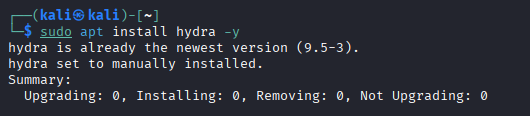 ┌──(kali㉿kali)-[~]
└─$ sudo apt install hydra -y
hydra is already the newest version (9.5-3).
hydra set to manually installed.
Summary:
  Upgrading: 0, Installing: 0, Removing: 0, Not Upgrading: 0